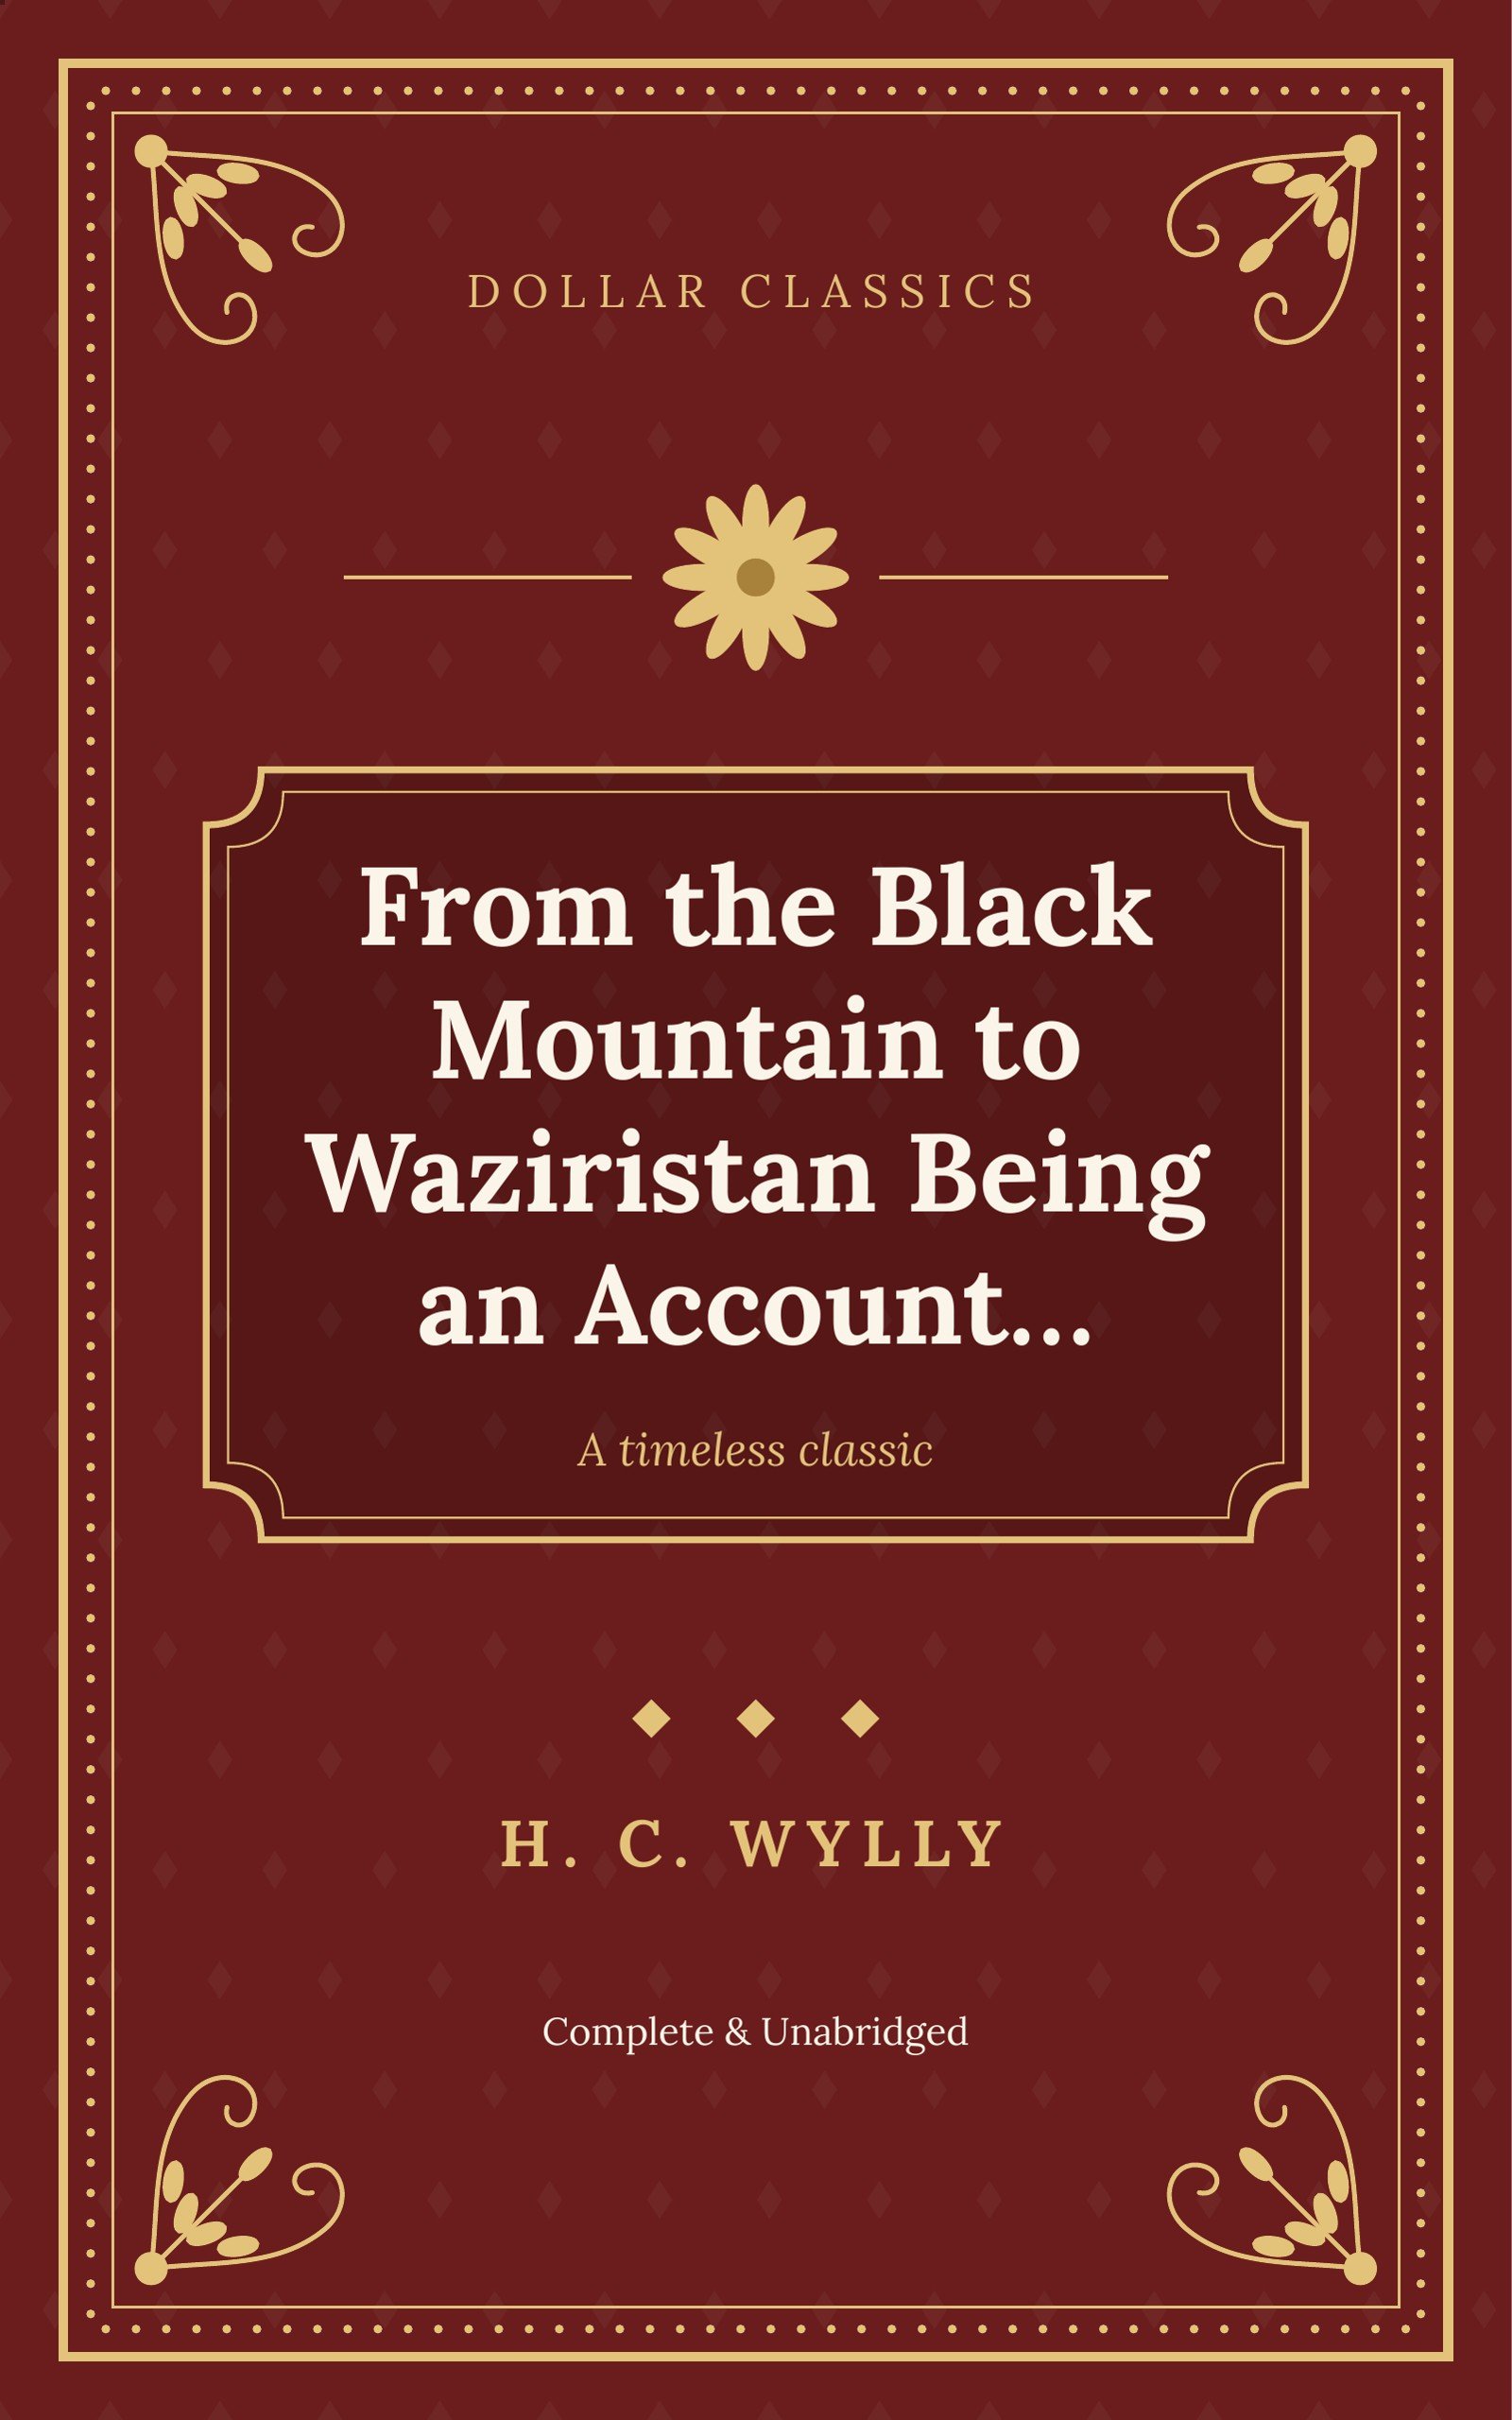 DOLLAR CLASSICS
From the Black
Mountain to
Waziristan Being
an Account...
A timeless classic
H. C. WYLLY
Complete & Unabridged